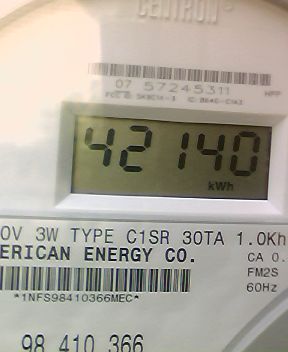 CENTRON
07 57245311
42140
kWh
0V 3W TYPE C1SR 30TA 1.0Kh
ERICAN ENERGY CO.
CA 0.
FM2S
60Hz
*1NFS98410366MEC*
98 410 366